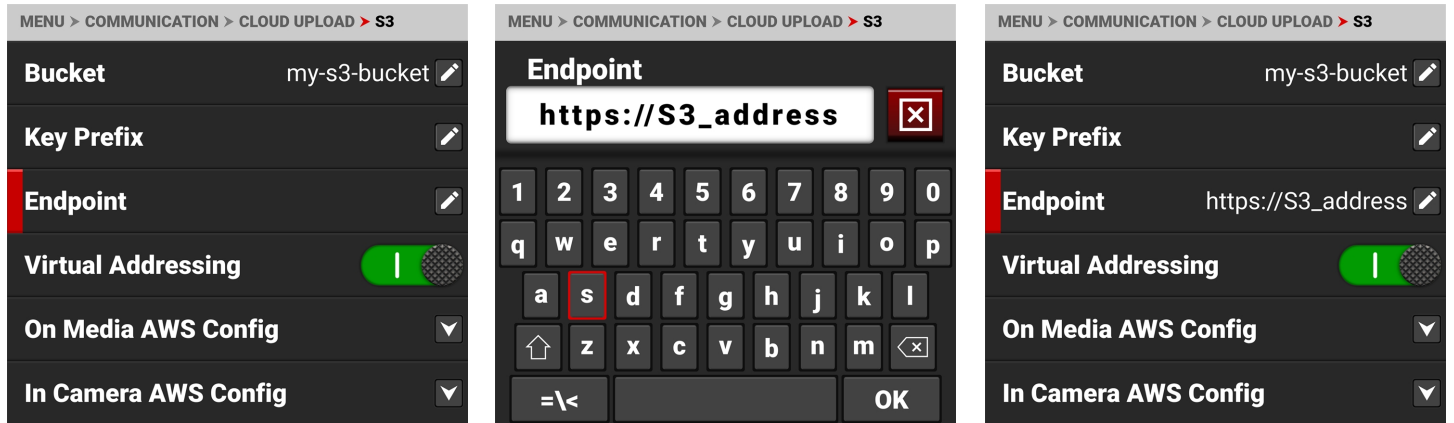 MENU > COMMUNICATION > CLOUD UPLOAD > S3
Bucket my-s3-bucket
Key Prefix
Endpoint
Virtual Addressing
On Media AWS Config
In Camera AWS Config
MENU > COMMUNICATION > CLOUD UPLOAD > S3
Endpoint
https://S3_address
1 2 3 4 5 6 7 8 9 0
q w e r t y u i o p
a s d f g h j k l
z x c v b n m
=\< OK
MENU > COMMUNICATION > CLOUD UPLOAD > S3
Bucket my-s3-bucket
Key Prefix
Endpoint https://S3_address
Virtual Addressing
On Media AWS Config
In Camera AWS Config